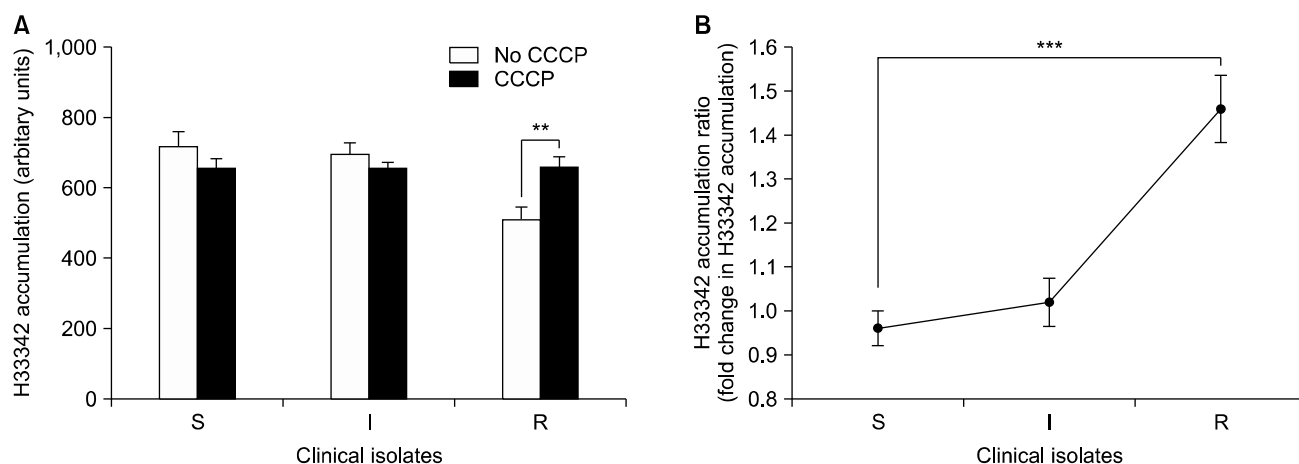 A
H33342 accumulation (arbitary units)
1,000
800
600
400
200
0
No CCCP
CCCP
**
S
I
R
Clinical isolates
B
H33342 accumulation ratio
(fold change in H33342 accumulation)
1.6
1.5
1.4
1.3
1.2
1.1
1.0
0.9
0.8
***
S
I
R
Clinical isolates